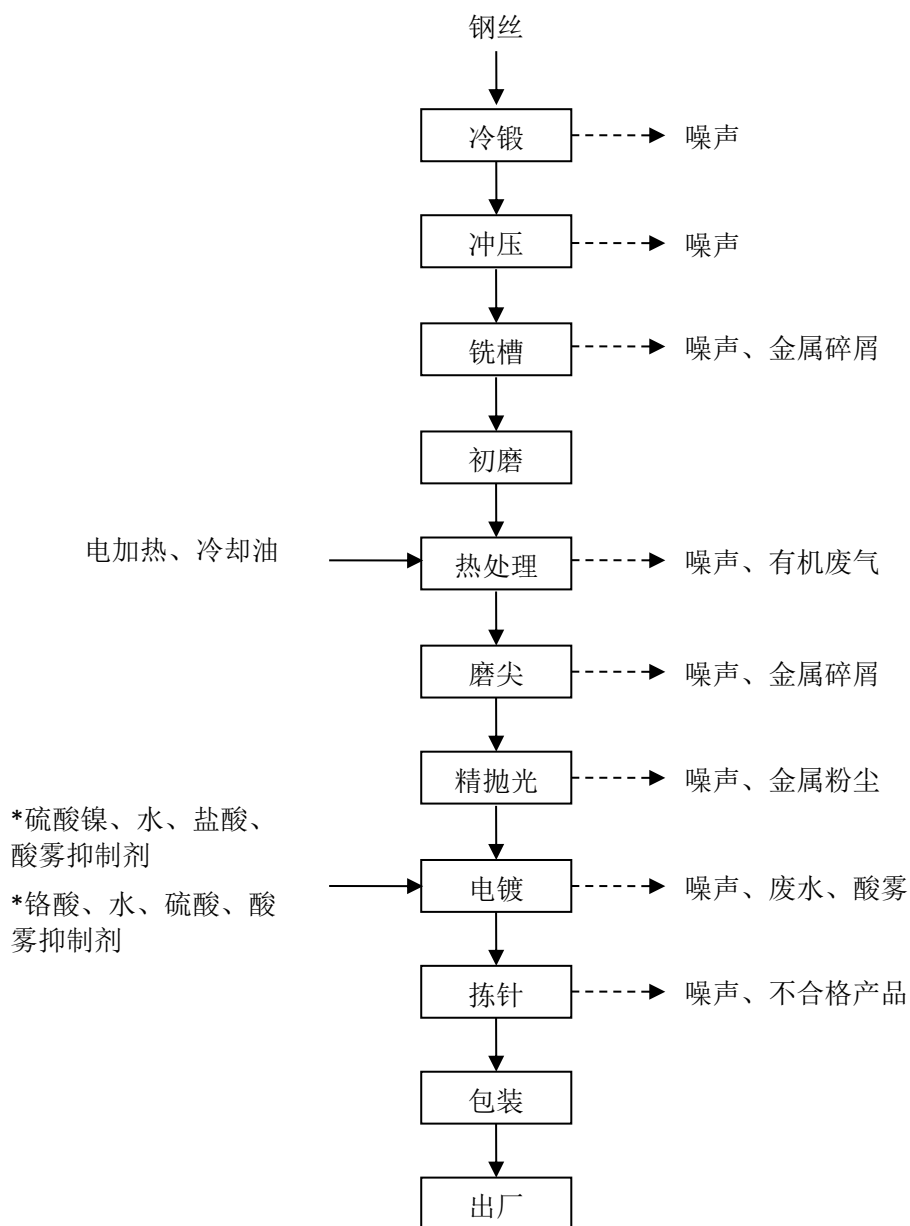 钢丝
冷锻
噪声
冲压
噪声
铣槽
噪声、金属碎屑
初磨
电加热、冷却油
热处理
噪声、有机废气
磨尖
噪声、金属碎屑
精抛光
噪声、金属粉尘
*硫酸镍、水、盐酸、
酸雾抑制剂
*铬酸、水、硫酸、酸
雾抑制剂
电镀
噪声、废水、酸雾
拣针
噪声、不合格产品
包装
出厂